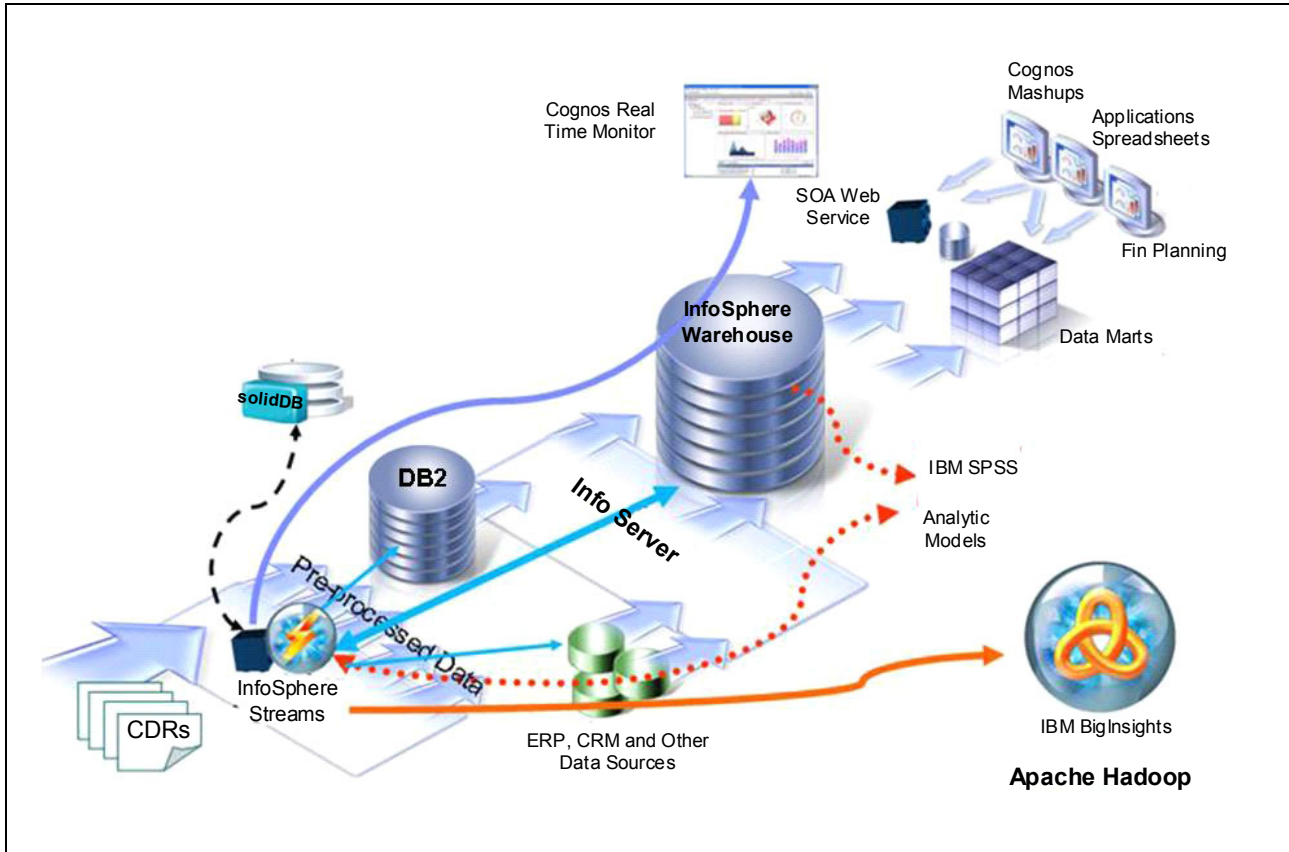 Cognos
Mashups
Cognos Real
Time Monitor
Applications
Spreadsheets
SOA Web
Service
Fin Planning
InfoSphere
Warehouse
Data Marts
solidDB
DB2
Info Server
IBM SPSS
Analytic
Models
Pre-processed Data
InfoSphere
Streams
CDRs
ERP, CRM and Other
Data Sources
IBM BigInsights
Apache Hadoop